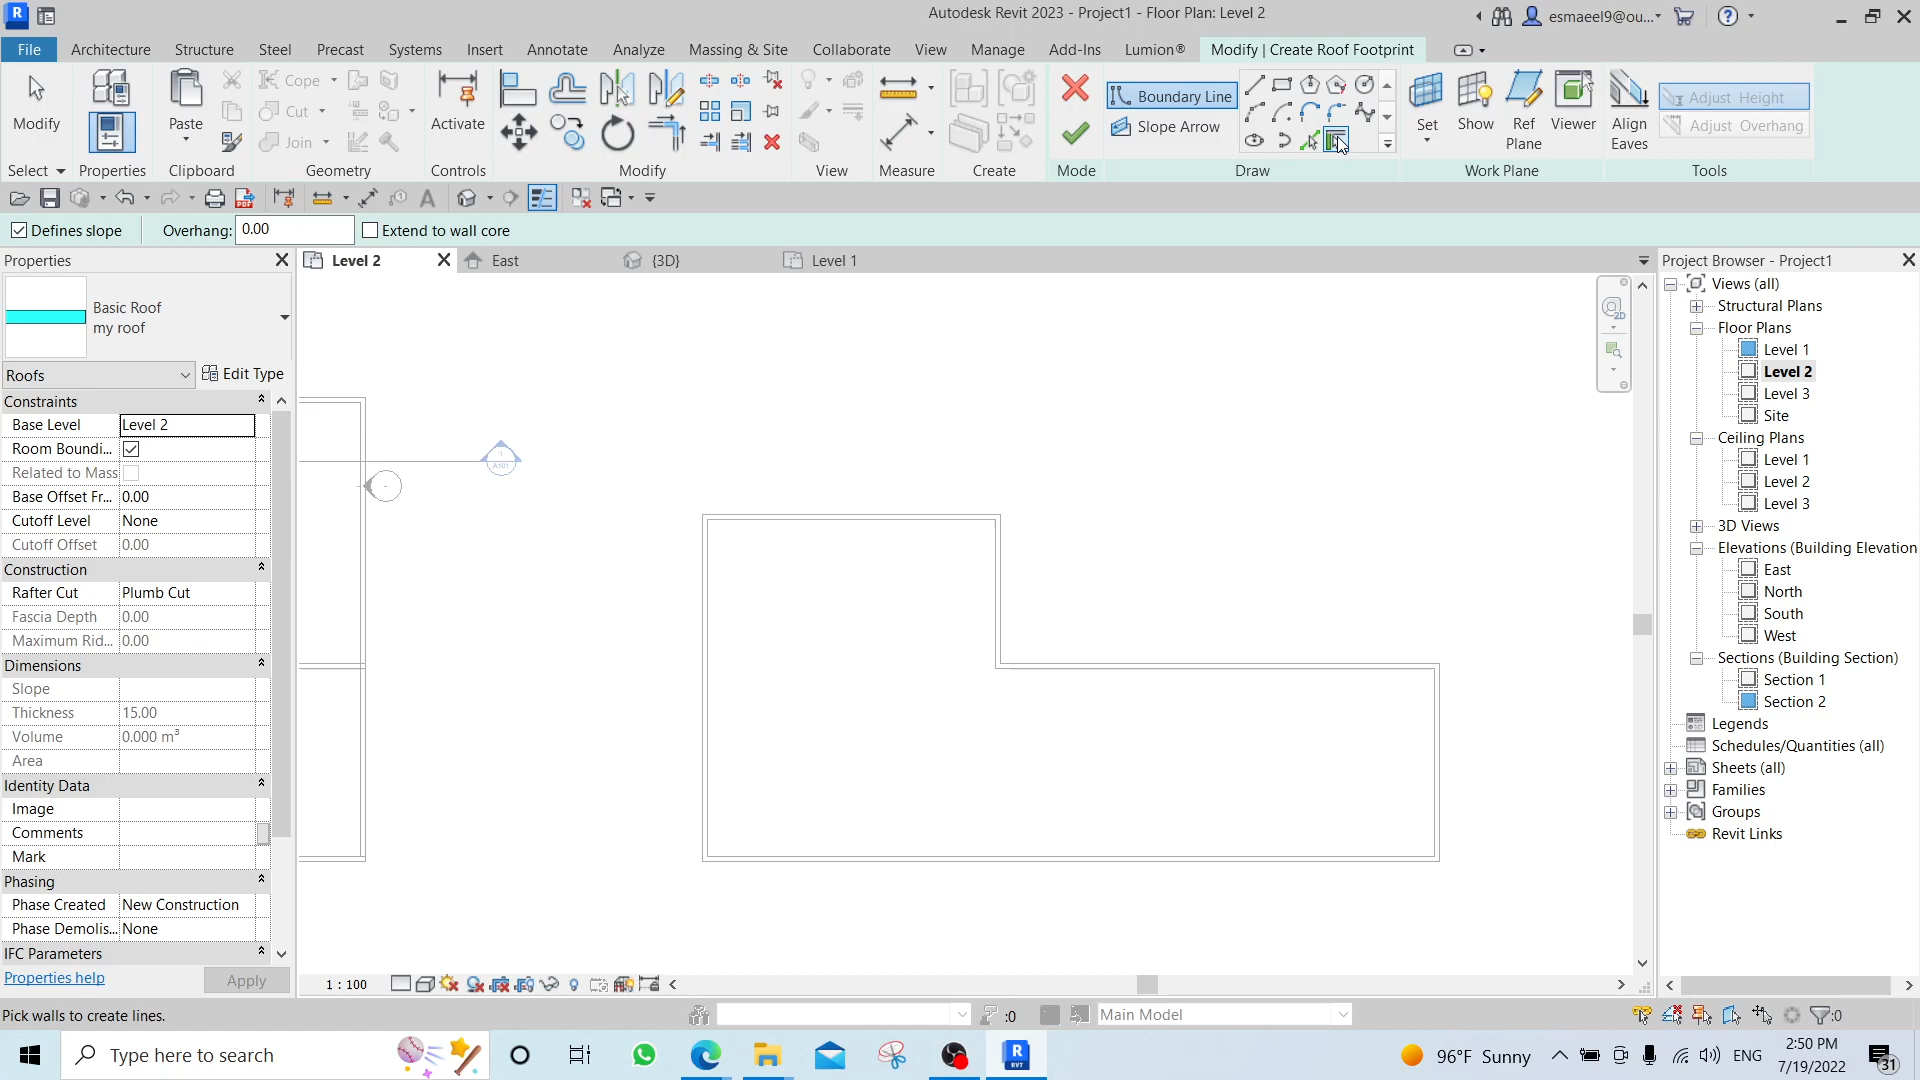 Autodesk Revit 2023 - Project1 - Floor Plan: Level 2
esmaeel9@ou...
File
Architecture
Structure
Steel
Precast
Systems
Insert
Annotate
Analyze
Massing & Site
Collaborate
View
Manage
Add-Ins
Lumion®
Modify | Create Roof Footprint
Modify
Paste
Cope
Cut
Join
Activate
Boundary Line
Slope Arrow
Set
Show
Ref
Plane
Viewer
Align
Eaves
Adjust Height
Adjust Overhang
Select
Properties
Clipboard
Geometry
Controls
Modify
View
Measure
Create
Mode
Draw
Work Plane
Tools
Defines slope
Overhang:
0.00
Extend to wall core
Properties
Level 2
East
{3D}
Level 1
Project Browser - Project1
Basic Roof
my roof
Roofs
Edit Type
Constraints
Base Level
Level 2
Room Boundi...
Related to Mass
Base Offset Fr...
0.00
Cutoff Level
None
Cutoff Offset
0.00
Construction
Rafter Cut
Plumb Cut
Fascia Depth
0.00
Maximum Rid...
0.00
Dimensions
Slope
Thickness
15.00
Volume
0.000 m³
Area
Identity Data
Image
Comments
Mark
Phasing
Phase Created
New Construction
Phase Demolis...
None
IFC Parameters
Properties help
Apply
1
A101
2D
Views (all)
Structural Plans
Floor Plans
Level 1
Level 2
Level 3
Site
Ceiling Plans
Level 1
Level 2
Level 3
3D Views
Elevations (Building Elevation
East
North
South
West
Sections (Building Section)
Section 1
Section 2
Legends
Schedules/Quantities (all)
Sheets (all)
Families
Groups
Revit Links
1 : 100
Pick walls to create lines.
:0
Main Model
:0
Type here to search
96°F Sunny
ENG
2:50 PM
7/19/2022
31